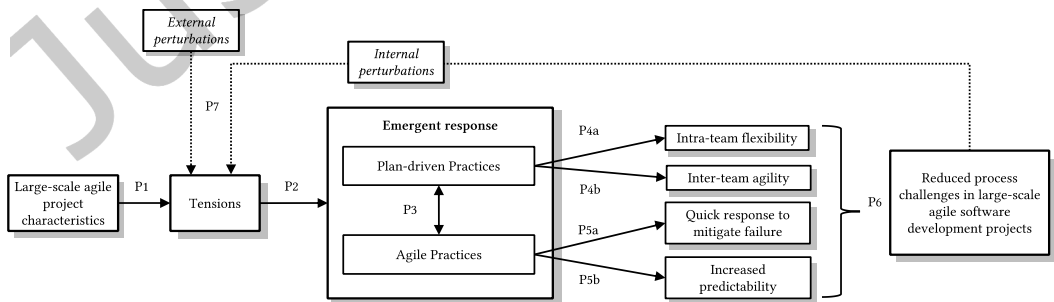 External
perturbations
Internal
perturbations
P7
Emergent response
Large-scale agile
project
characteristics
P1
Tensions
P2
Plan-driven Practices
P3
Agile Practices
P4a
P4b
P5a
P5b
Intra-team flexibility
Inter-team agility
Quick response to
mitigate failure
Increased
predictability
P6
Reduced process
challenges in large-scale
agile software
development projects